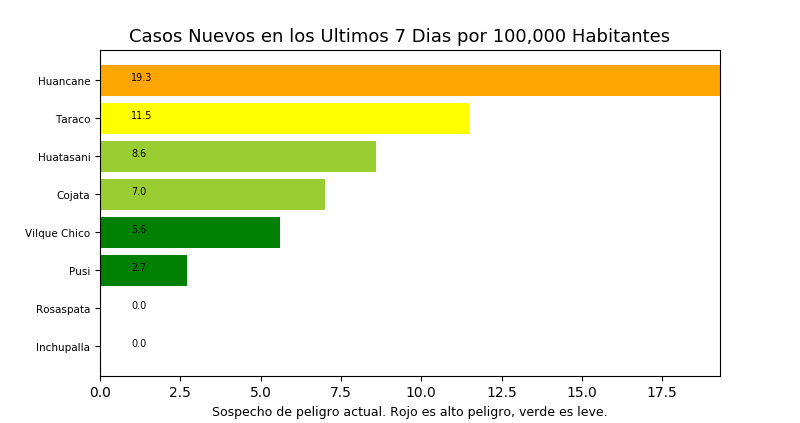 Casos Nuevos en los Ultimos 7 Dias por 100,000 Habitantes
Huancane 19.3
Taraco 11.5
Huatasani 8.6
Cojata 7.0
Vilque Chico 5.6
Pusi 2.7
Rosaspata 0.0
Inchupalla 0.0
0.0 2.5 5.0 7.5 10.0 12.5 15.0 17.5
Sospecho de peligro actual. Rojo es alto peligro, verde es leve.